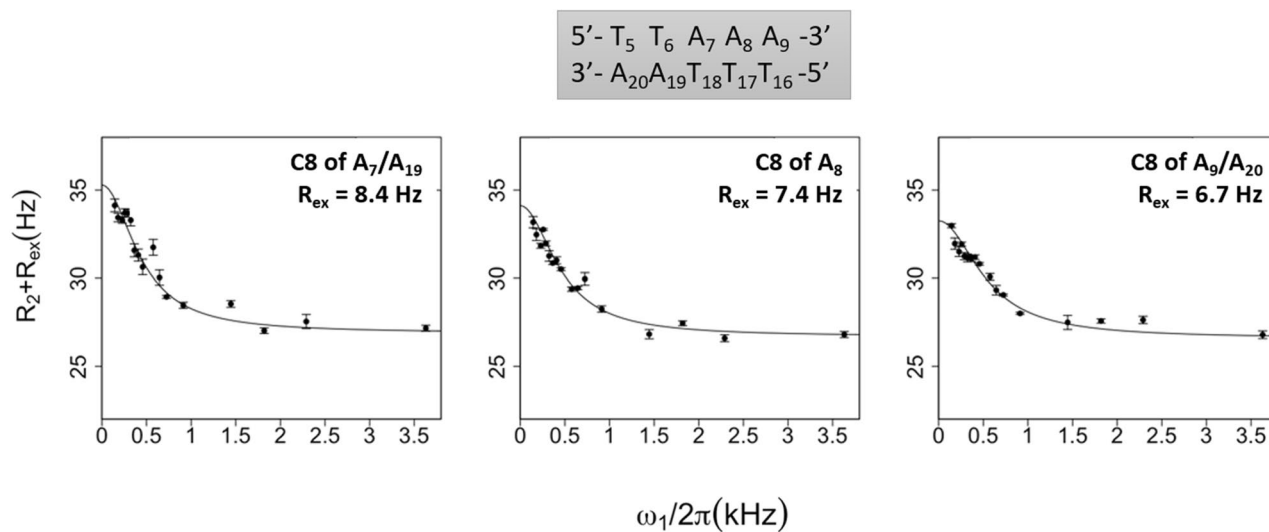 5’- T5 T6 A7 A8 A9 -3’
3’- A20A19T18T17T16-5’
C8 of A7/A19
Rex = 8.4 Hz
C8 of A8
Rex = 7.4 Hz
C8 of A9/A20
Rex = 6.7 Hz
R2+Rex(Hz)
35
30
25
0 0.5 1 1.5 2 2.5 3 3.5
35
30
25
0 0.5 1 1.5 2 2.5 3 3.5
35
30
25
0 0.5 1 1.5 2 2.5 3 3.5
ω1/2π(kHz)